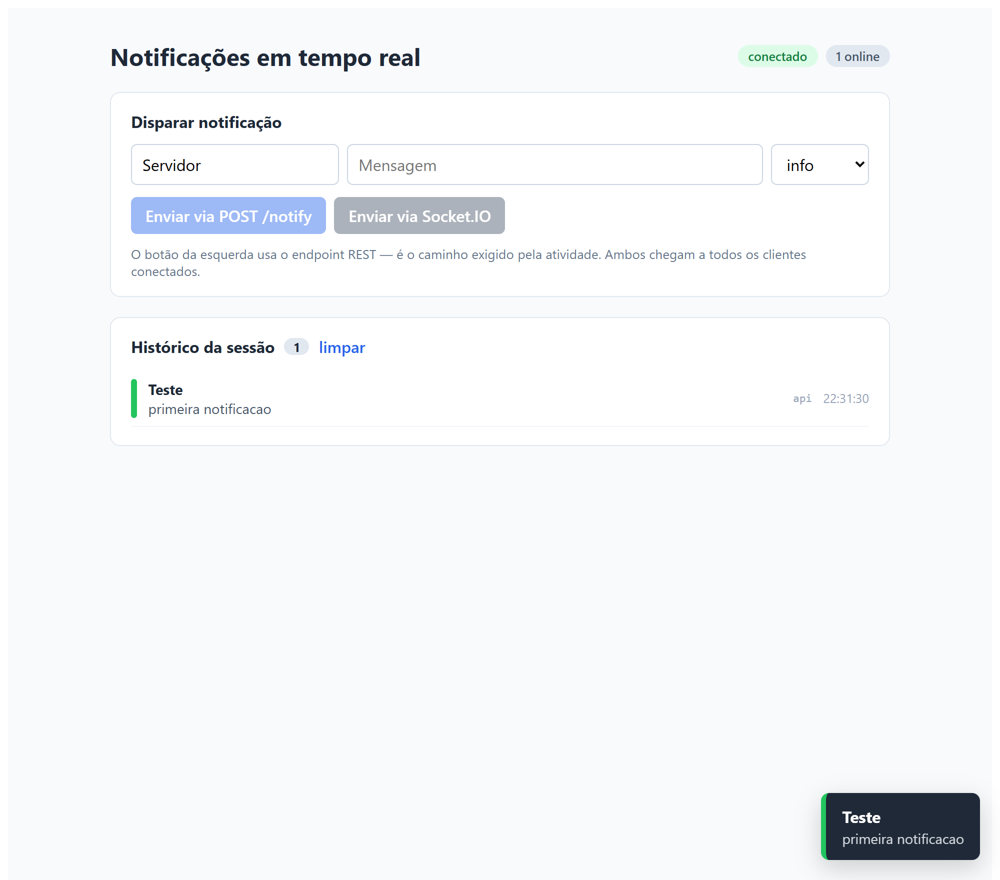 Notificações em tempo real
conectado
1 online
Disparar notificação
Servidor
Mensagem
info
Enviar via POST /notify
Enviar via Socket.IO
O botão da esquerda usa o endpoint REST — é o caminho exigido pela atividade. Ambos chegam a todos os clientes
conectados.
Histórico da sessão
1
limpar
Teste
primeira notificacao
api
22:31:30
Teste
primeira notificacao